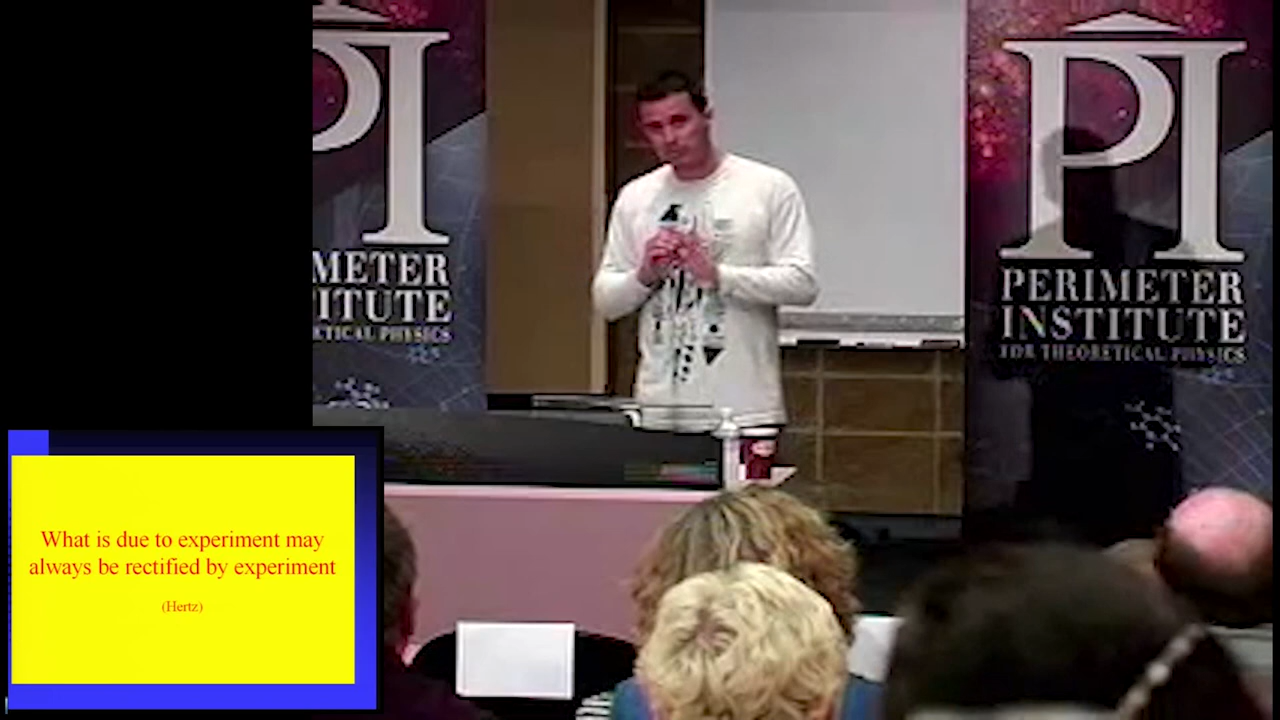 PI
METER
ITUTE
ETICAL PHYSICS
PI
PERIMETER
INSTITUTE
FOR THEORETICAL PHYSICS
What is due to experiment may
always be rectified by experiment
(Hertz)